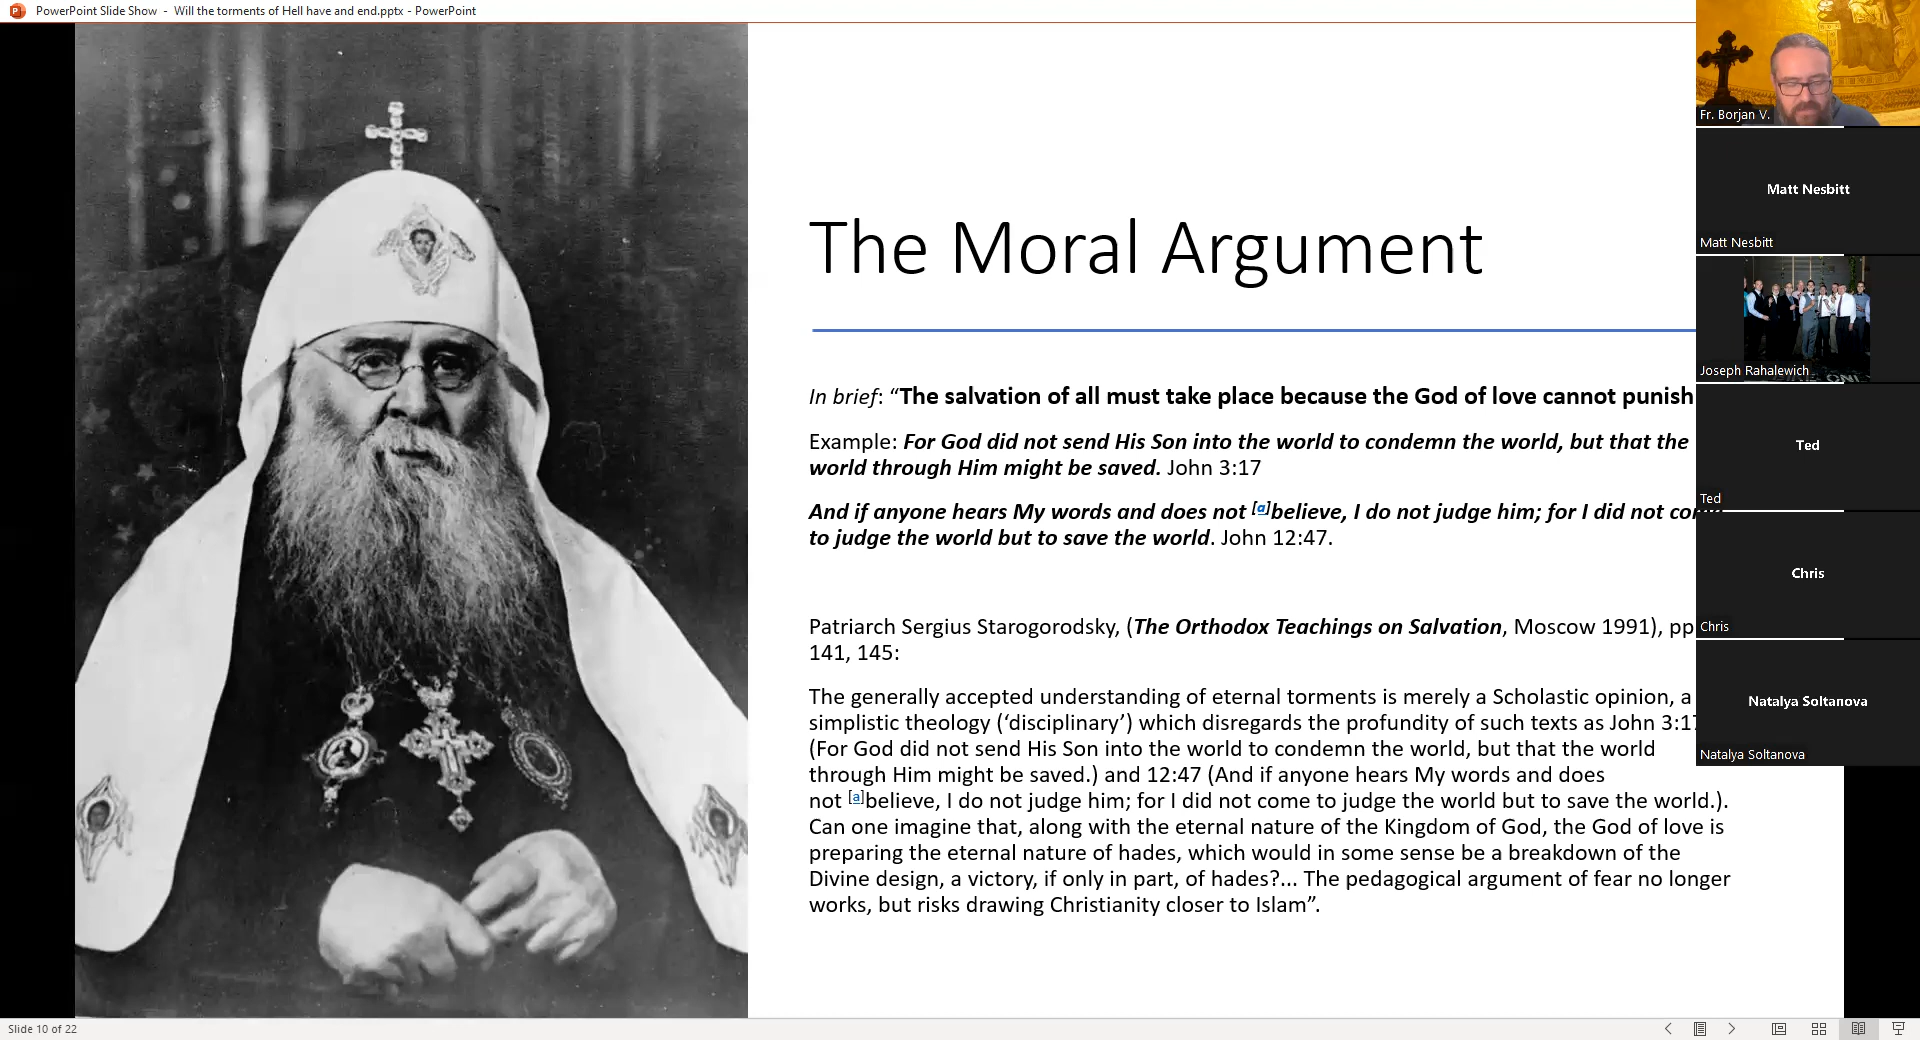 PowerPoint Slide Show - Will the torments of Hell have and end.pptx - PowerPoint
The Moral Argument
In brief: “The salvation of all must take place because the God of love cannot punish
Example: For God did not send His Son into the world to condemn the world, but that the
world through Him might be saved. John 3:17
And if anyone hears My words and does not [a]believe, I do not judge him; for I did not come
to judge the world but to save the world. John 12:47.
Patriarch Sergius Starogorodsky, (The Orthodox Teachings on Salvation, Moscow 1991), pp
141, 145:
The generally accepted understanding of eternal torments is merely a Scholastic opinion, a
simplistic theology (‘disciplinary’) which disregards the profundity of such texts as John 3:17
(For God did not send His Son into the world to condemn the world, but that the world
through Him might be saved.) and 12:47 (And if anyone hears My words and does
not [a]believe, I do not judge him; for I did not come to judge the world but to save the world.).
Can one imagine that, along with the eternal nature of the Kingdom of God, the God of love is
preparing the eternal nature of hades, which would in some sense be a breakdown of the
Divine design, a victory, if only in part, of hades?... The pedagogical argument of fear no longer
works, but risks drawing Christianity closer to Islam”.
Fr. Borjan V.
Matt Nesbitt
Matt Nesbitt
Joseph Rahalewich
Ted
Ted
Chris
Chris
Natalya Soltanova
Natalya Soltanova
Slide 10 of 22